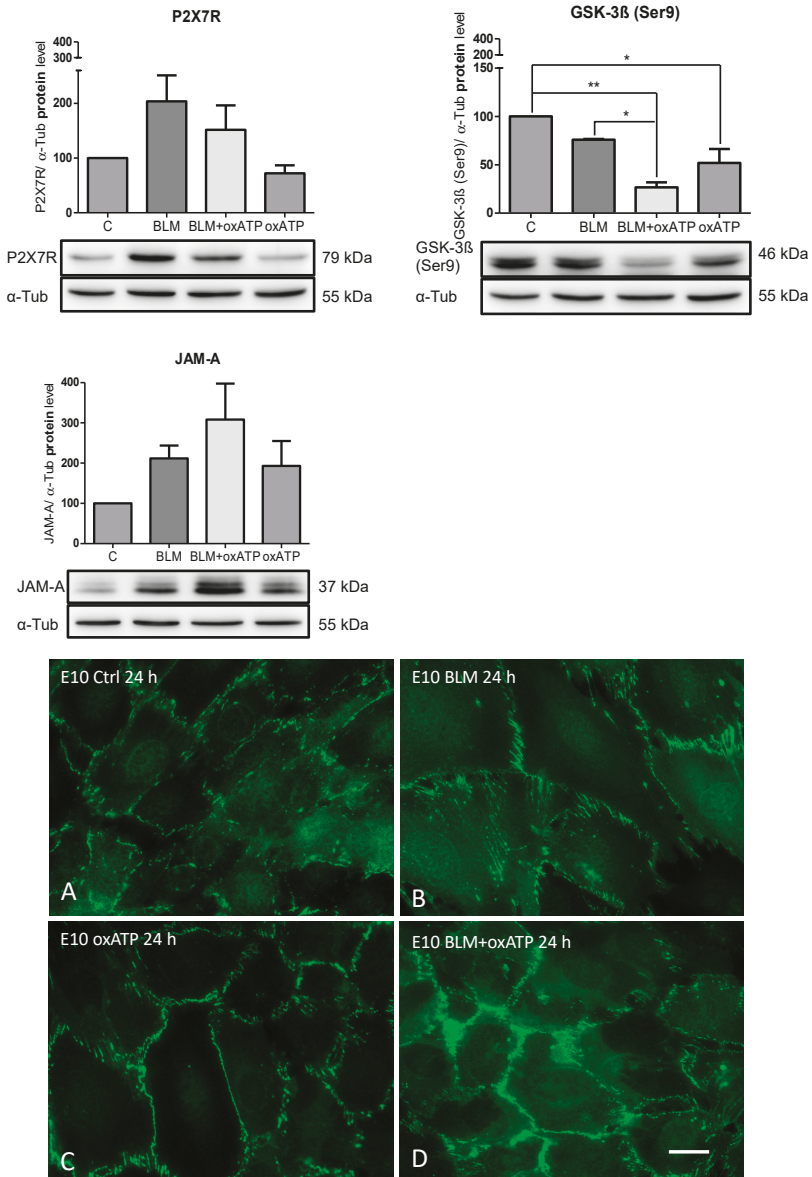 P2X7R
P2X7R/ α-Tub protein level
400
300
200
100
0
C BLM BLM+oxATP oxATP
P2X7R 79 kDa
α-Tub 55 kDa
GSK-3ß (Ser9)
GSK-3ß (Ser9)/ α-Tub protein level
400
300
200
150
100
50
0
*
**
*
C BLM BLM+oxATP oxATP
GSK-3ß
(Ser9) 46 kDa
α-Tub 55 kDa
JAM-A
JAM-A/ α-Tub protein level
400
300
200
100
0
C BLM BLM+oxATP oxATP
JAM-A 37 kDa
α-Tub 55 kDa
E10 Ctrl 24 h
A
E10 BLM 24 h
B
E10 oxATP 24 h
C
E10 BLM+oxATP 24 h
D